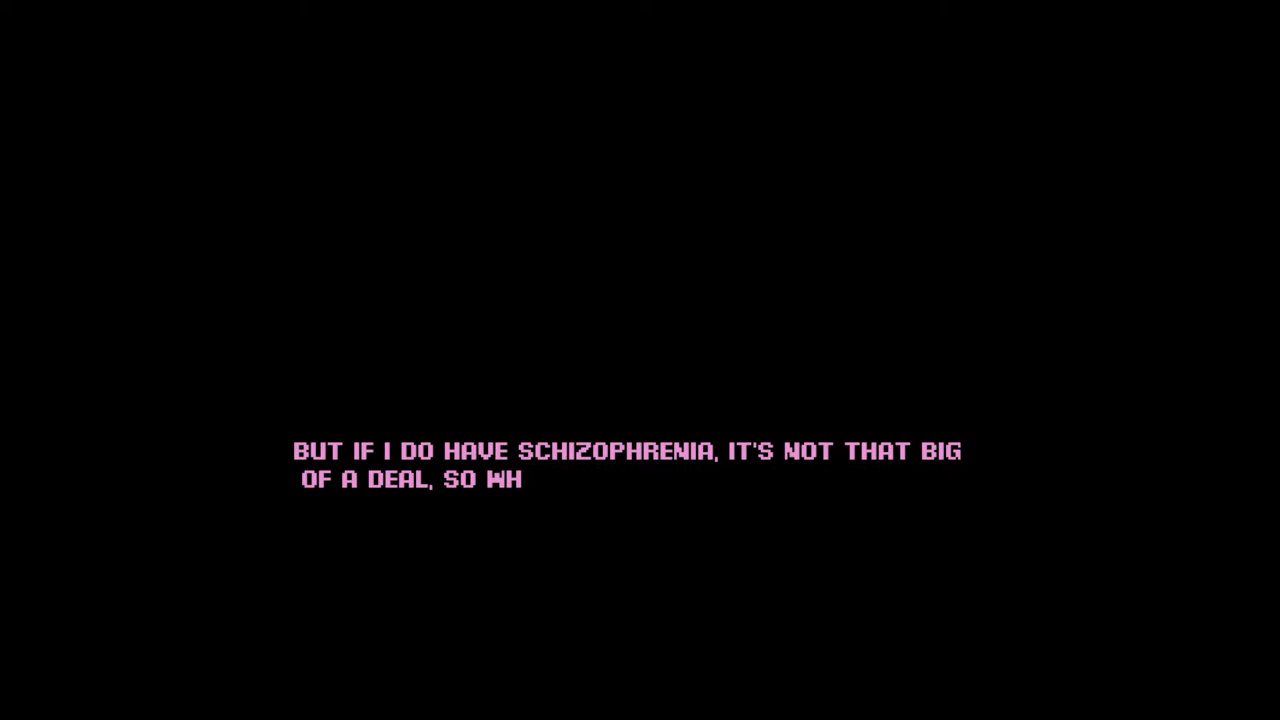 BUT IF I DO HAVE SCHIZOPHRENIA, IT'S NOT THAT BIG
OF A DEAL, SO WH